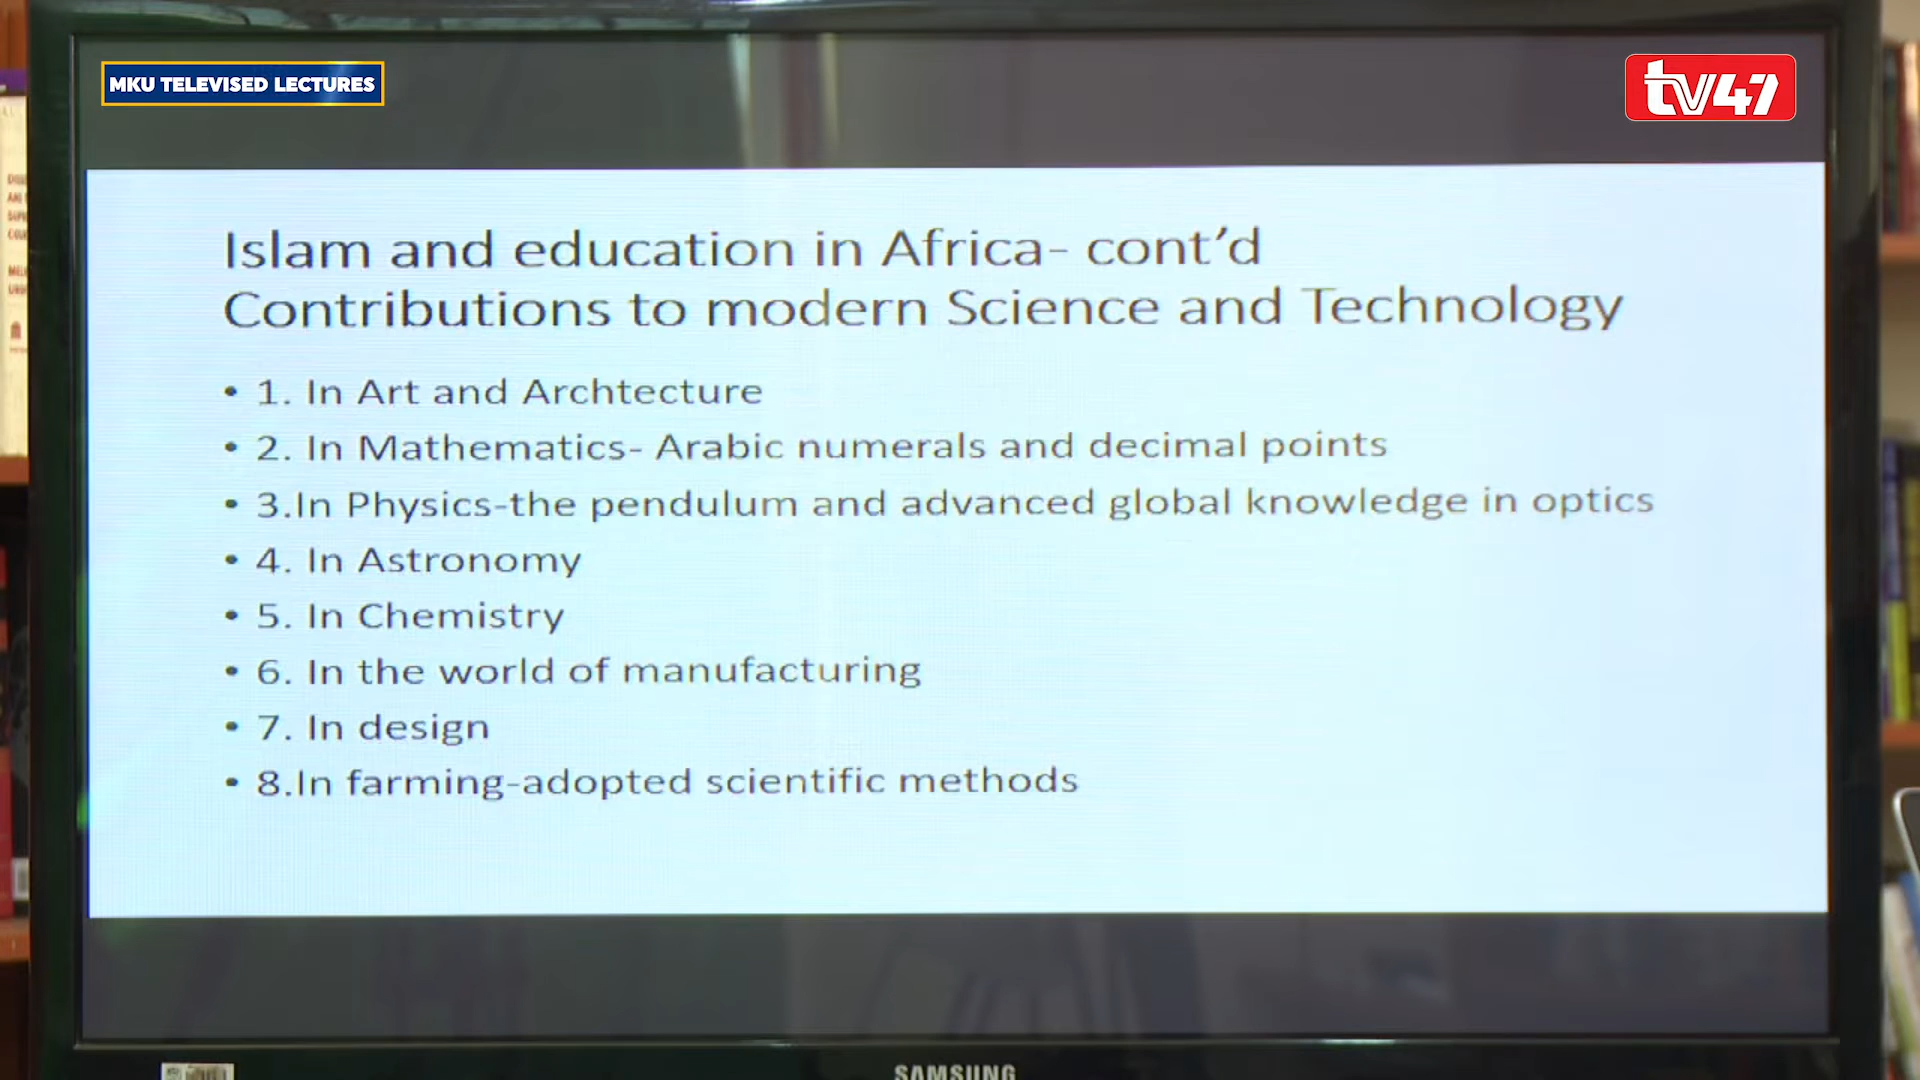 MKU TELEVISED LECTURES
tv47
Islam and education in Africa- cont’d
Contributions to modern Science and Technology
• 1. In Art and Archtecture
• 2. In Mathematics- Arabic numerals and decimal points
• 3.In Physics-the pendulum and advanced global knowledge in optics
• 4. In Astronomy
• 5. In Chemistry
• 6. In the world of manufacturing
• 7. In design
• 8.In farming-adopted scientific methods
SAMSUNG